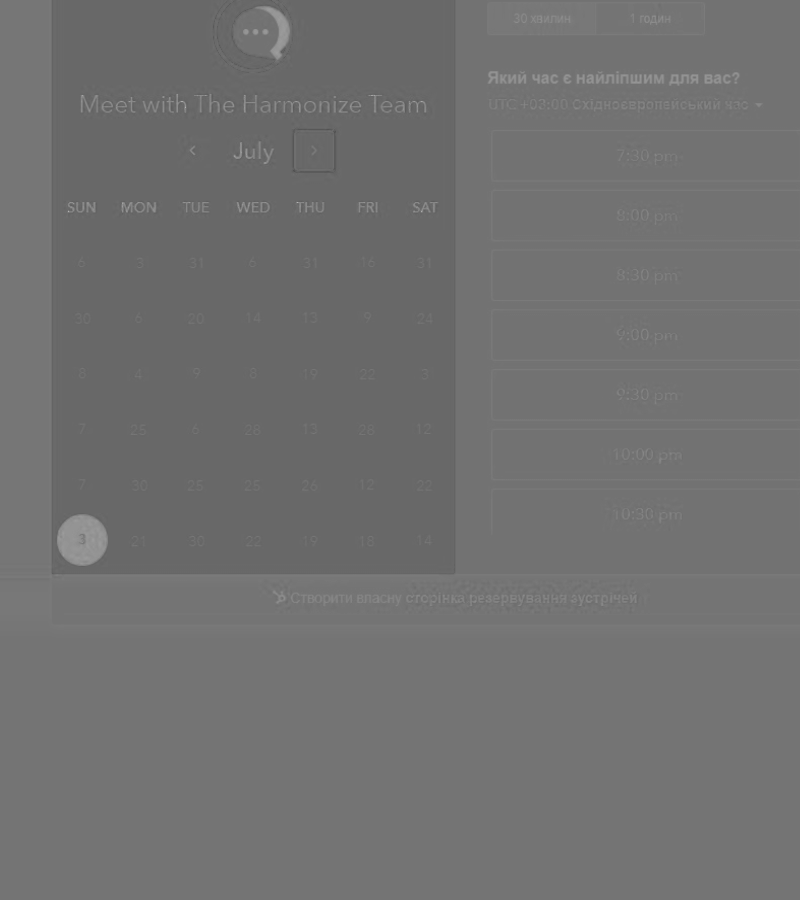 30 хвилин 1 годин
Який час є найліпшим для вас?
Meet with The Harmonize Team
UTC +03:00 Східноєвропейський час
July
SUN MON TUE WED THU FRI SAT
6 3 31 6 31 16 31
30 6 20 14 13 9 24
8 4 9 8 19 22 3
7 25 6 28 13 28 12
7 30 25 25 26 12 22
3 21 30 22 19 18 14
7:30 pm
8:00 pm
8:30 pm
9:00 pm
9:30 pm
10:00 pm
10:30 pm
Створити власну сторінка резервування зустрічей